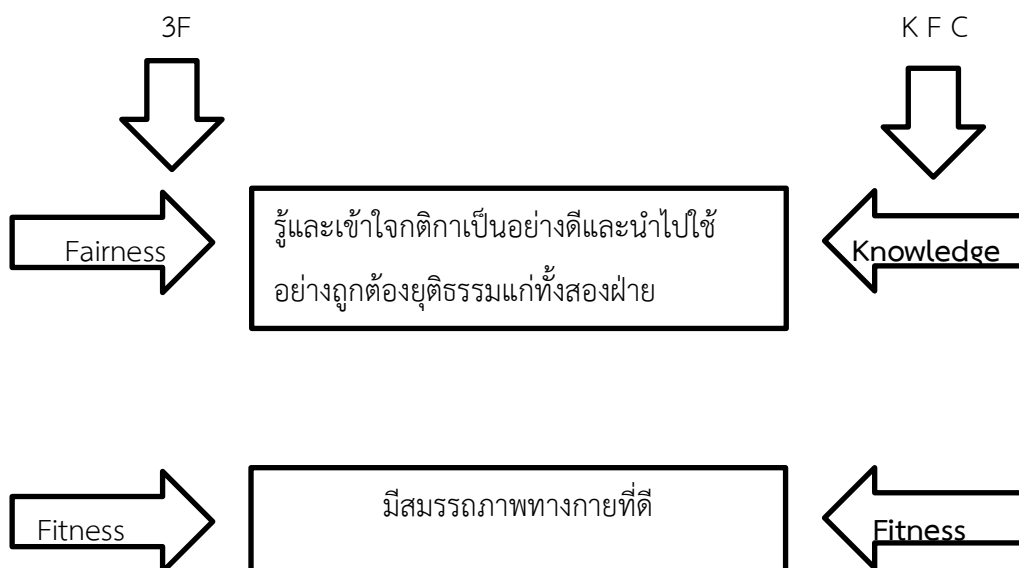 3F
K F C
Fairness
รู้และเข้าใจกติกาเป็นอย่างดีและนำไปใช้
อย่างถูกต้องยุติธรรมแก่ทั้งสองฝ่าย
Knowledge
Fitness
มีสมรรถภาพทางกายที่ดี
Fitness